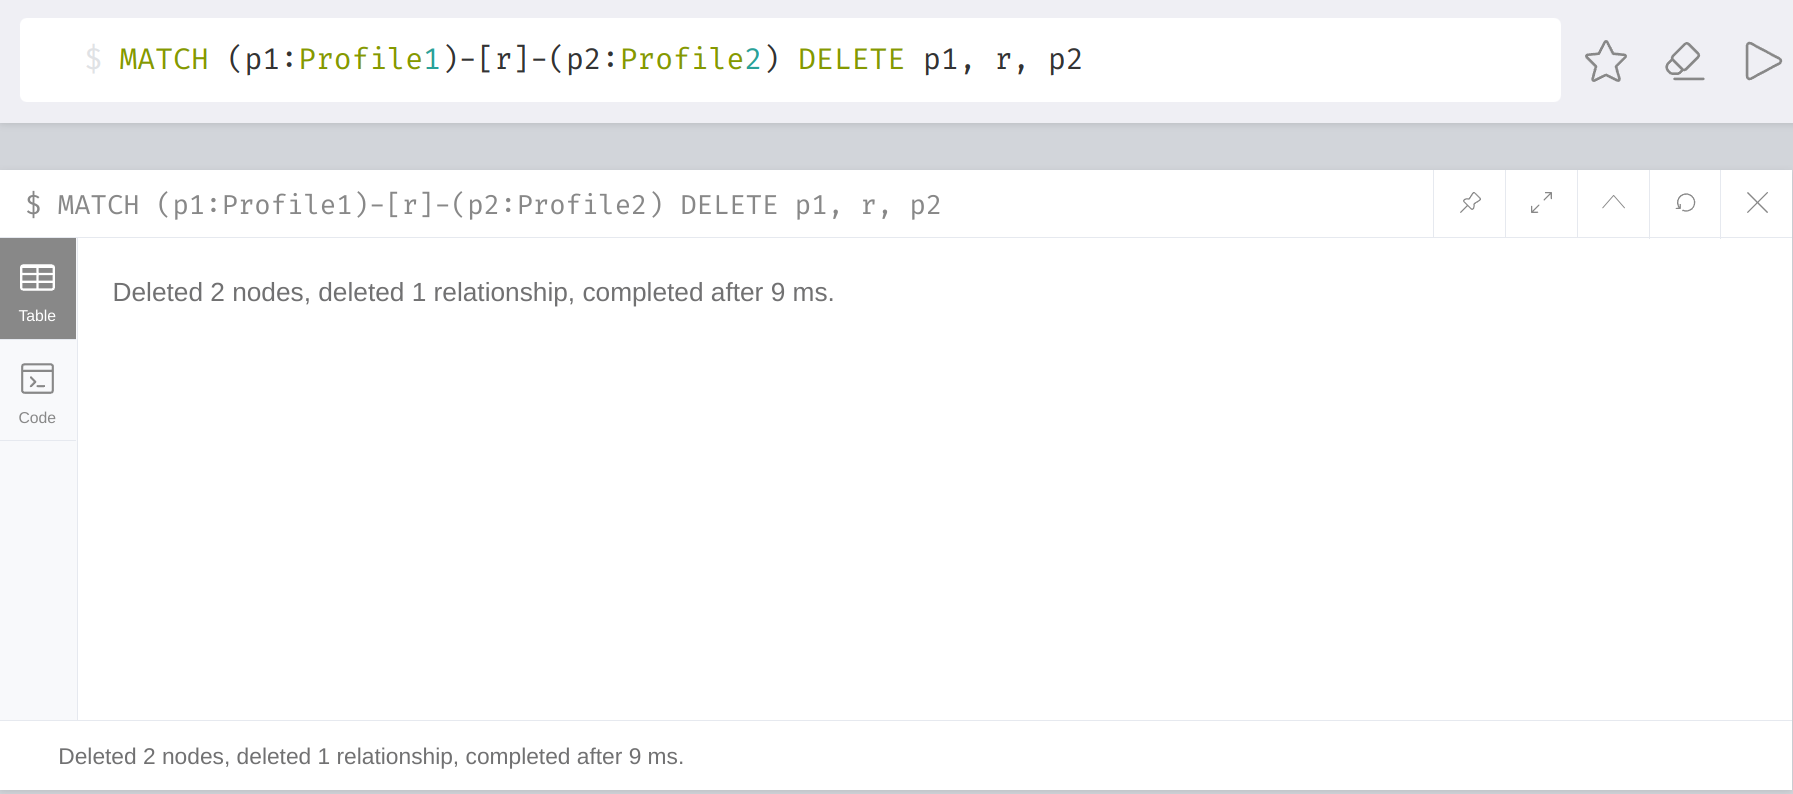 $ MATCH (p1:Profile1)-[r]-(p2:Profile2) DELETE p1, r, p2
$ MATCH (p1:Profile1)-[r]-(p2:Profile2) DELETE p1, r, p2
Deleted 2 nodes, deleted 1 relationship, completed after 9 ms.
Table
Code
Deleted 2 nodes, deleted 1 relationship, completed after 9 ms.